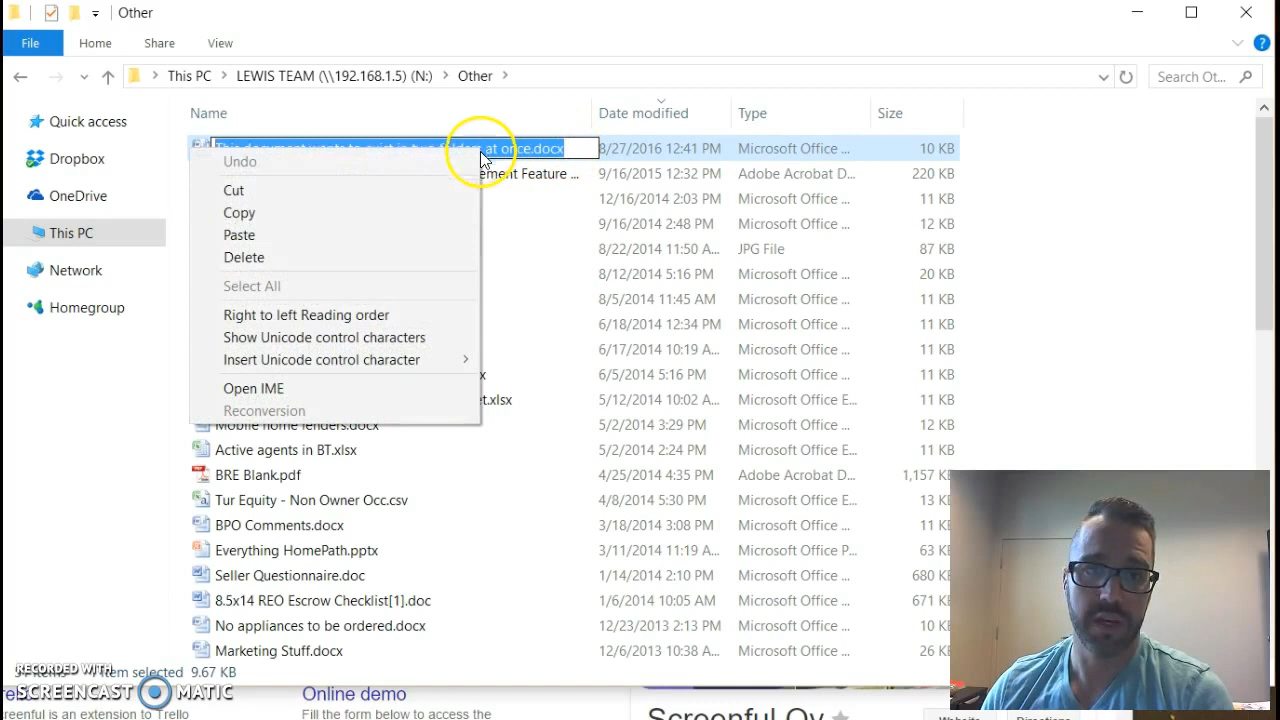 Other
File Home Share View
This PC LEWIS TEAM (\\192.168.1.5) (N:) Other Search Ot...
Name Date modified Type Size
Quick access
Dropbox
OneDrive
This PC
Network
Homegroup
This document wants to exist in two folders at once.docx 8/27/2016 12:41 PM Microsoft Office ... 10 KB
ement Feature ... 9/16/2015 12:32 PM Adobe Acrobat D... 220 KB
12/16/2014 2:03 PM Microsoft Office ... 11 KB
9/16/2014 2:48 PM Microsoft Office ... 12 KB
8/22/2014 11:50 A... JPG File 87 KB
8/12/2014 5:16 PM Microsoft Office ... 20 KB
8/5/2014 11:45 AM Microsoft Office ... 11 KB
6/18/2014 12:34 PM Microsoft Office ... 11 KB
6/17/2014 10:19 A... Microsoft Office ... 11 KB
x 6/5/2014 5:16 PM Microsoft Office ... 11 KB
et.xlsx 5/12/2014 10:02 A... Microsoft Office E... 11 KB
Mobile home lenders.docx 5/2/2014 3:29 PM Microsoft Office ... 12 KB
Active agents in BT.xlsx 5/2/2014 2:24 PM Microsoft Office E... 11 KB
BRE Blank.pdf 4/25/2014 4:35 PM Adobe Acrobat D... 1,157 KB
Tur Equity - Non Owner Occ.csv 4/8/2014 5:30 PM Microsoft Office E... 13 KB
BPO Comments.docx 3/18/2014 3:08 PM Microsoft Office ... 11 KB
Everything HomePath.pptx 3/11/2014 11:19 A... Microsoft Office P... 63 KB
Seller Questionnaire.doc 1/14/2014 2:10 PM Microsoft Office ... 680 KB
8.5x14 REO Escrow Checklist[1].doc 1/6/2014 10:05 AM Microsoft Office ... 671 KB
No appliances to be ordered.docx 12/23/2013 2:13 PM Microsoft Office ... 10 KB
Marketing Stuff.docx 12/6/2013 10:38 A... Microsoft Office ... 26 KB
Undo
Cut
Copy
Paste
Delete
Select All
Right to left Reading order
Show Unicode control characters
Insert Unicode control character
Open IME
Reconversion
item selected 9.67 KB
RECORDED WITH
SCREENCAST MATIC
Online demo
enful is an extension to Trello Fill the form below to access the
Screenful Oy
Website Directions